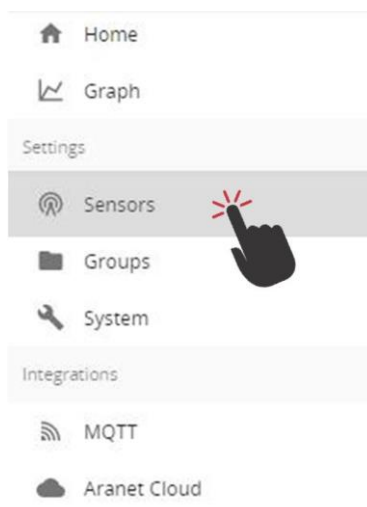 Home
Graph
Settings
Sensors
Groups
System
Integrations
MQTT
Aranet Cloud